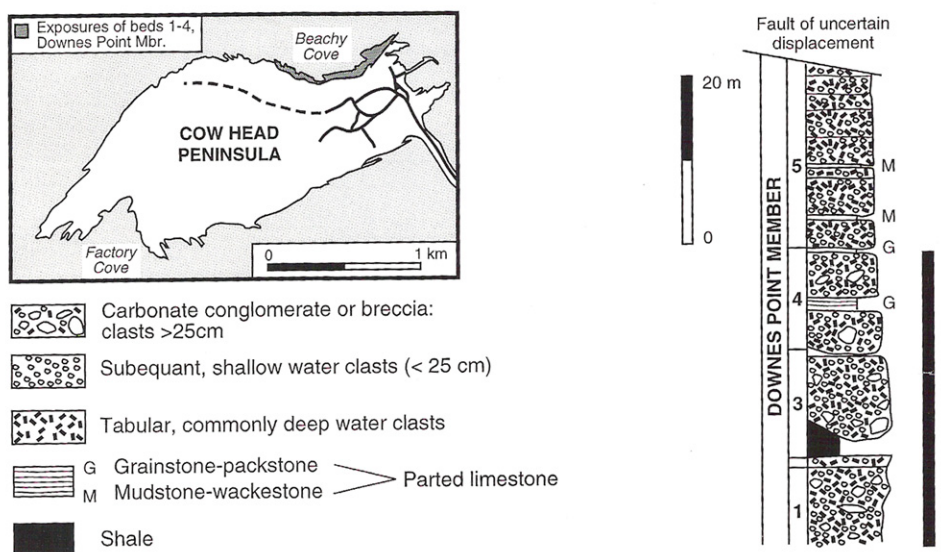 Exposures of beds 1-4,
Downes Point Mbr.
Beachy
Cove
COW HEAD
PENINSULA
Factory
Cove
0 1 km
Carbonate conglomerate or breccia:
clasts >25cm
Subequant, shallow water clasts (< 25 cm)
Tabular, commonly deep water clasts
G Grainstone-packstone
M Mudstone-wackestone
Parted limestone
Shale
20 m
0
Fault of uncertain
displacement
DOWNES POINT MEMBER
5
4
3
1
M
M
G
G